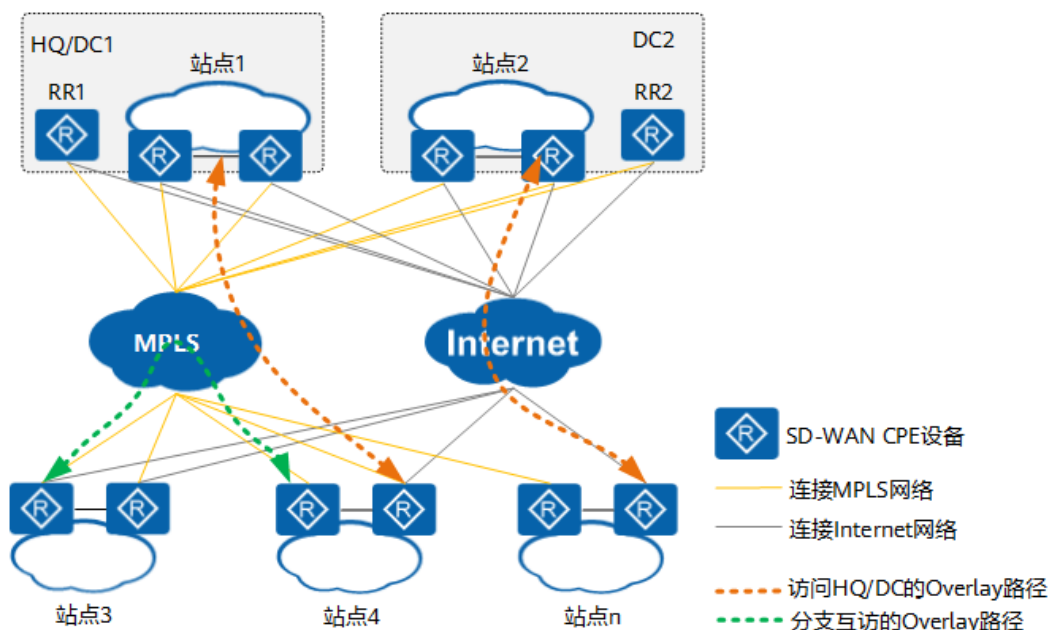 HQ/DC1
站点1
RR1
R
R
R
DC2
站点2
RR2
R
R
R
MPLS
Internet
R
R
R
R
R
R
站点3
站点4
站点n
R
SD-WAN CPE设备
连接MPLS网络
连接Internet网络
访问HQ/DC的Overlay路径
分支互访的Overlay路径